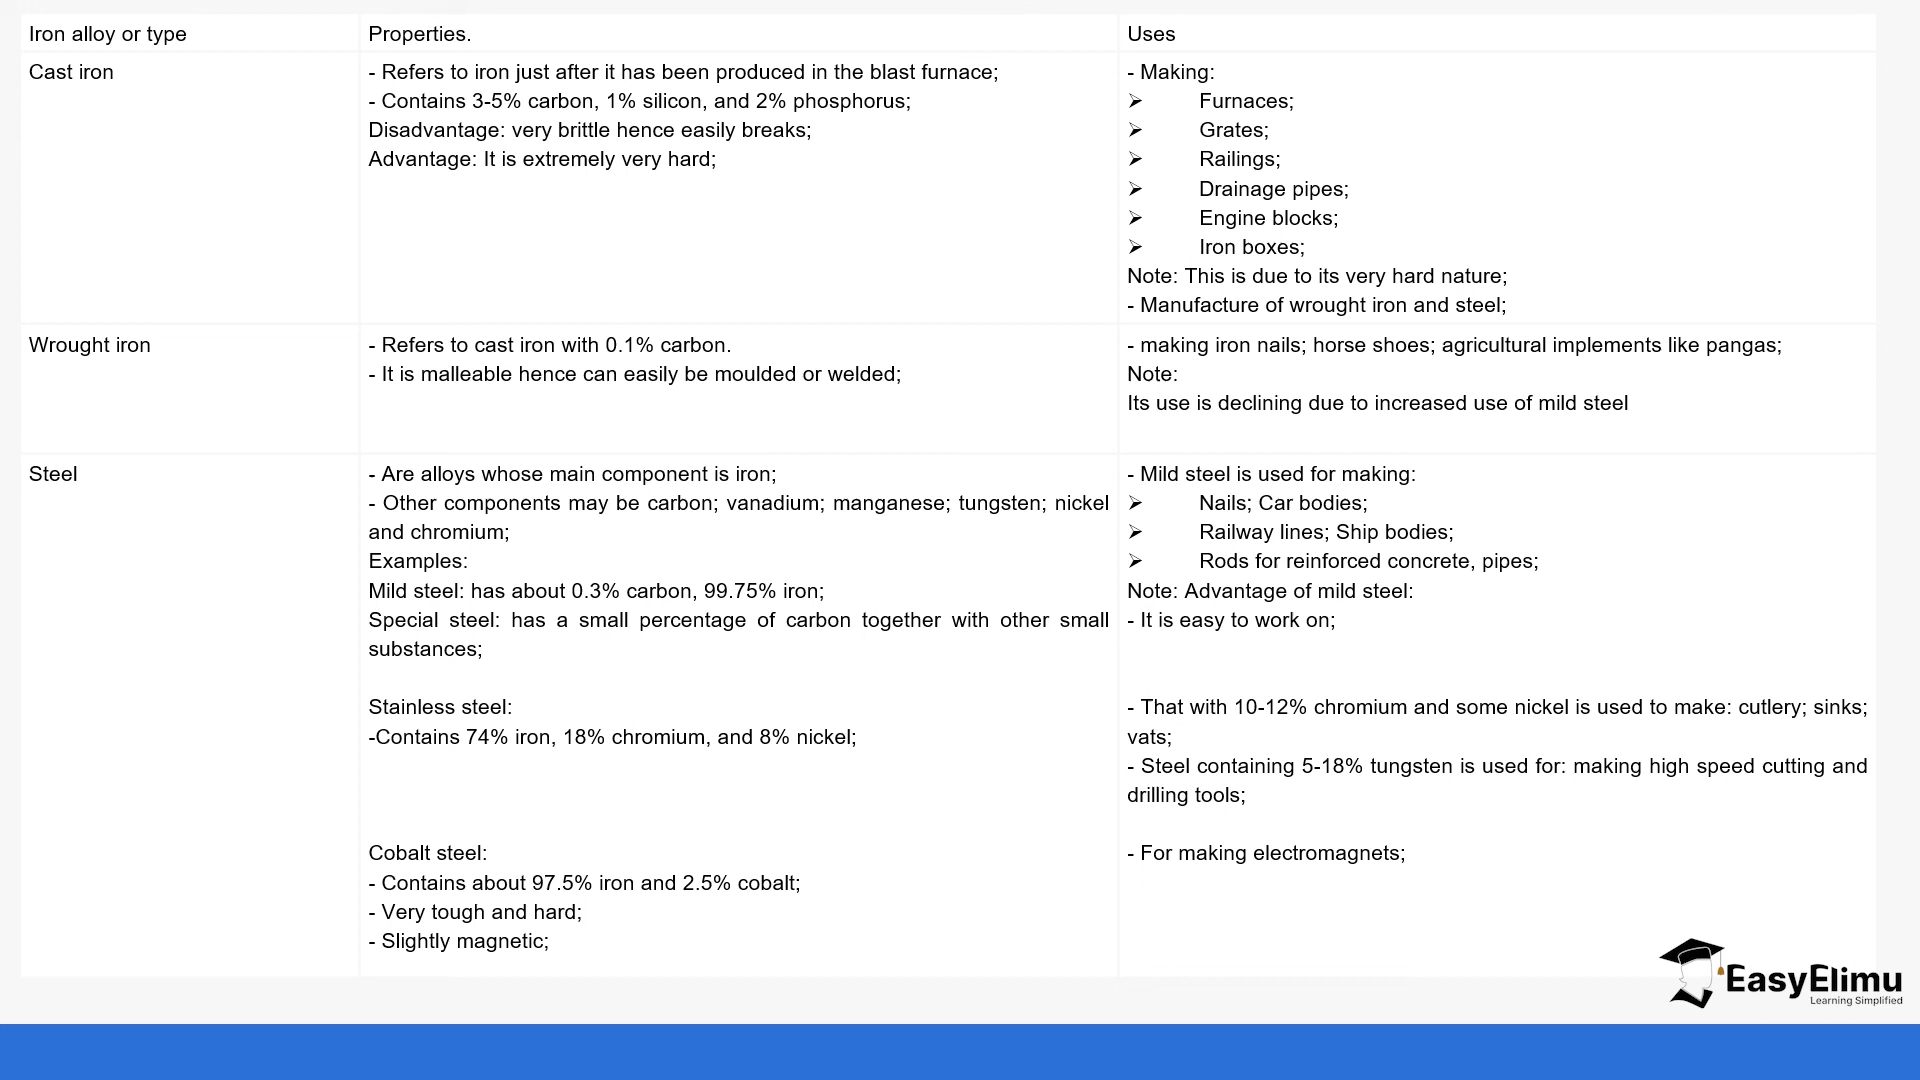 Iron alloy or type
Properties.
Uses
Cast iron
- Refers to iron just after it has been produced in the blast furnace;
- Contains 3-5% carbon, 1% silicon, and 2% phosphorus;
Disadvantage: very brittle hence easily breaks;
Advantage: It is extremely very hard;
- Making:
➢ Furnaces;
➢ Grates;
➢ Railings;
➢ Drainage pipes;
➢ Engine blocks;
➢ Iron boxes;
Note: This is due to its very hard nature;
- Manufacture of wrought iron and steel;
Wrought iron
- Refers to cast iron with 0.1% carbon.
- It is malleable hence can easily be moulded or welded;
- making iron nails; horse shoes; agricultural implements like pangas;
Note:
Its use is declining due to increased use of mild steel
Steel
- Are alloys whose main component is iron;
- Other components may be carbon; vanadium; manganese; tungsten; nickel
and chromium;
Examples:
Mild steel: has about 0.3% carbon, 99.75% iron;
Special steel: has a small percentage of carbon together with other small
substances;
Stainless steel:
-Contains 74% iron, 18% chromium, and 8% nickel;
Cobalt steel:
- Contains about 97.5% iron and 2.5% cobalt;
- Very tough and hard;
- Slightly magnetic;
- Mild steel is used for making:
➢ Nails; Car bodies;
➢ Railway lines; Ship bodies;
➢ Rods for reinforced concrete, pipes;
Note: Advantage of mild steel:
- It is easy to work on;
- That with 10-12% chromium and some nickel is used to make: cutlery; sinks;
vats;
- Steel containing 5-18% tungsten is used for: making high speed cutting and
drilling tools;
- For making electromagnets;
EasyElimu
Learning Simplified